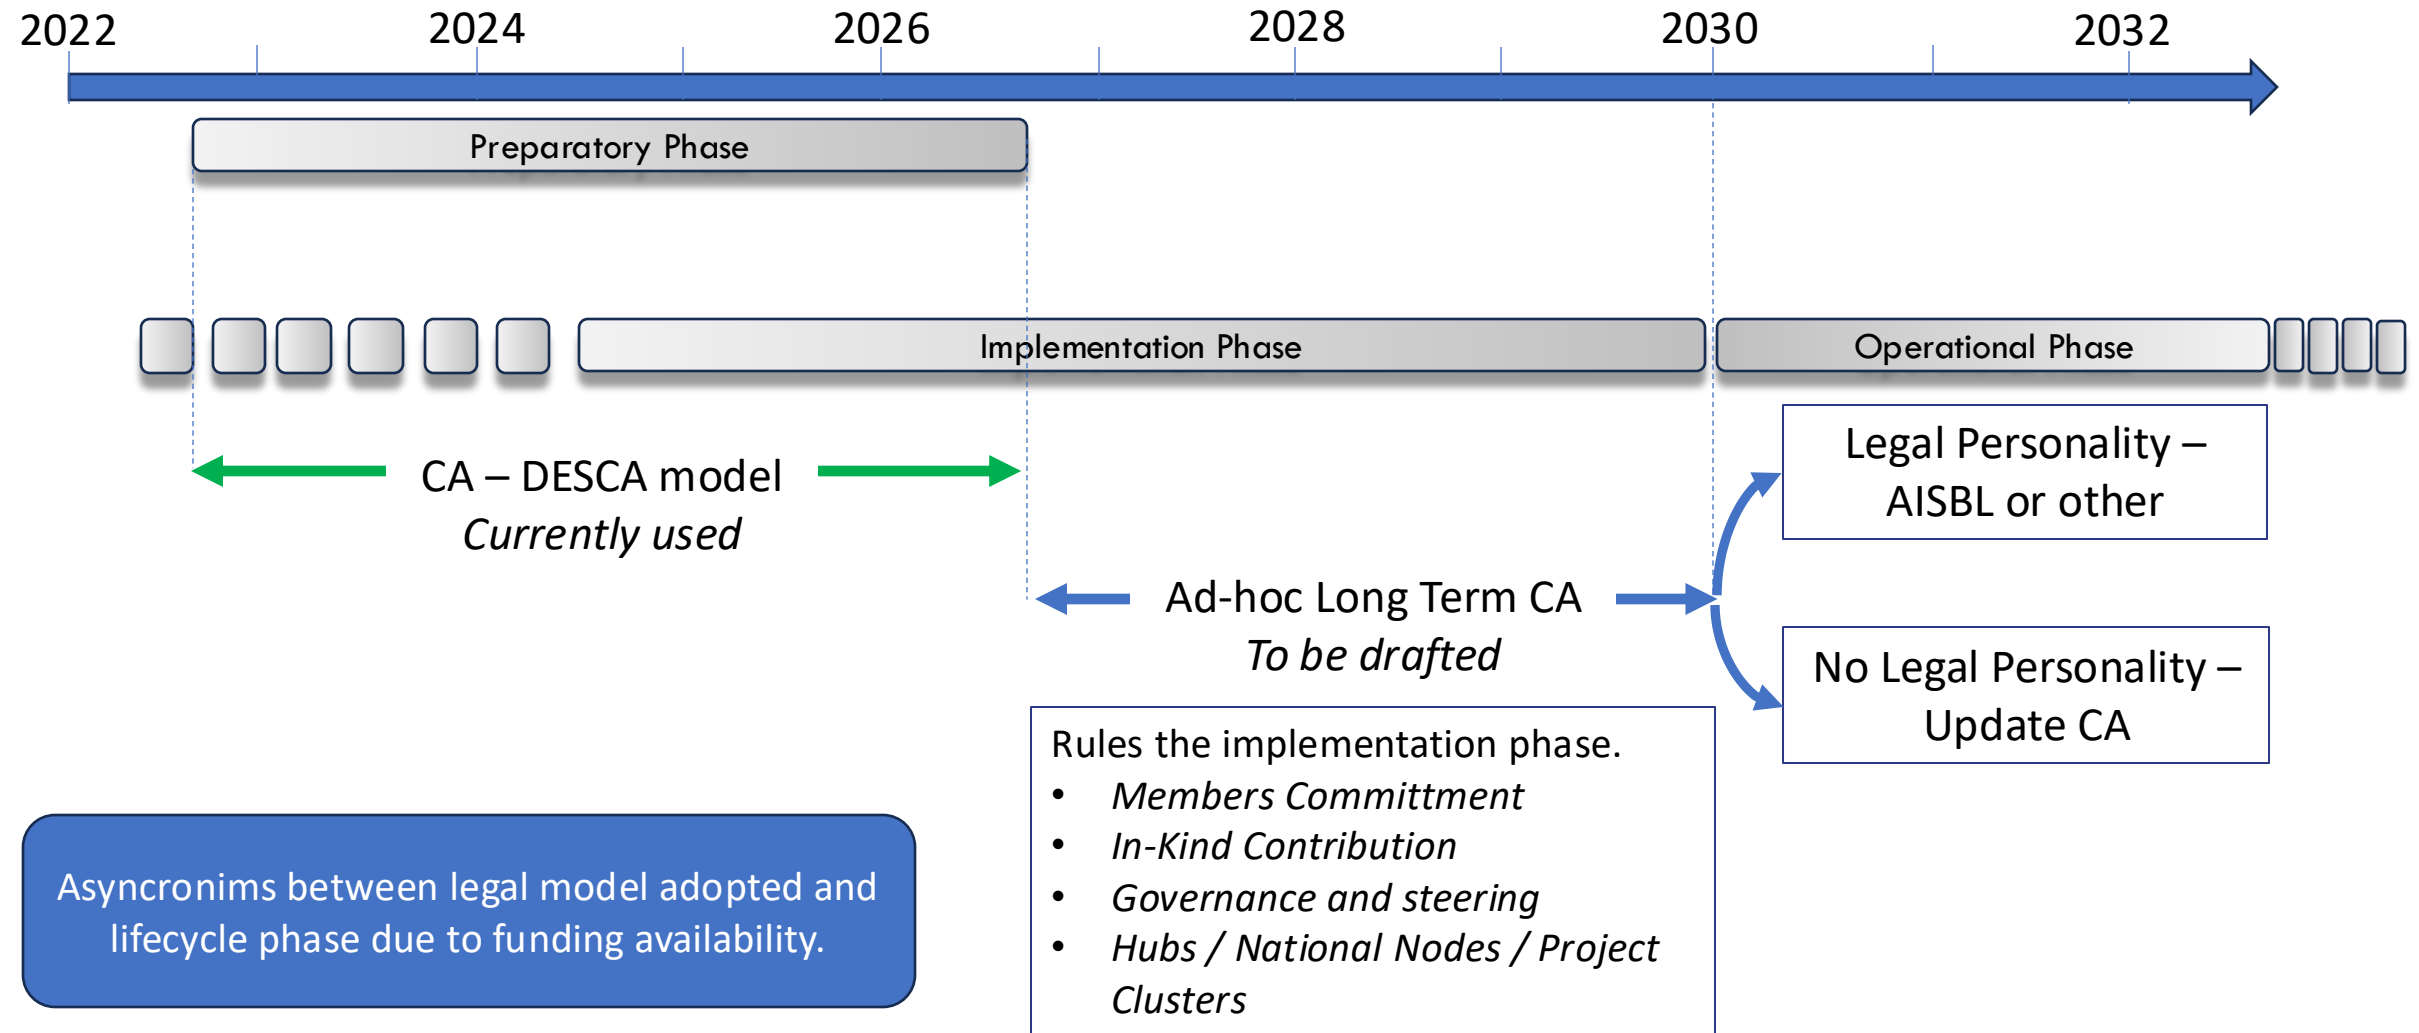 2022 2024 2026 2028 2030 2032
Preparatory Phase
Implementation Phase
Operational Phase
CA – DESCA model
Currently used
Ad-hoc Long Term CA
To be drafted
Legal Personality –
AISBL or other
No Legal Personality –
Update CA
Rules the implementation phase.
• Members Committment
• In-Kind Contribution
• Governance and steering
• Hubs / National Nodes / Project
Clusters
Asyncronims between legal model adopted and
lifecycle phase due to funding availability.